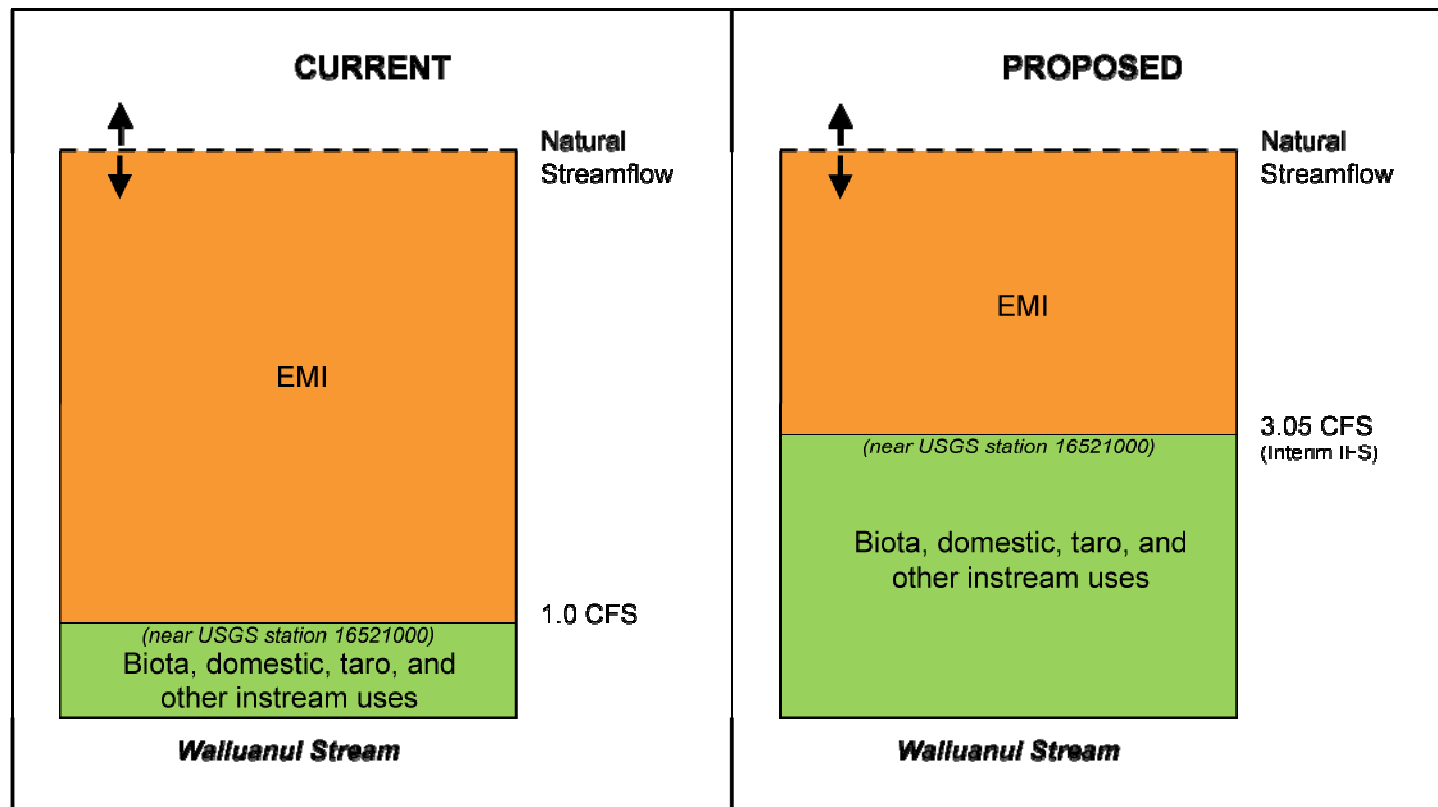 CURRENT
Natural
Streamflow
EMI
1.0 CFS
(near USGS station 16521000)
Biota, domestic, taro, and
other instream uses
Walluanul Stream
PROPOSED
Natural
Streamflow
EMI
3.05 CFS
(Interim IFS)
(near USGS station 16521000)
Biota, domestic, taro, and
other instream uses
Walluanul Stream